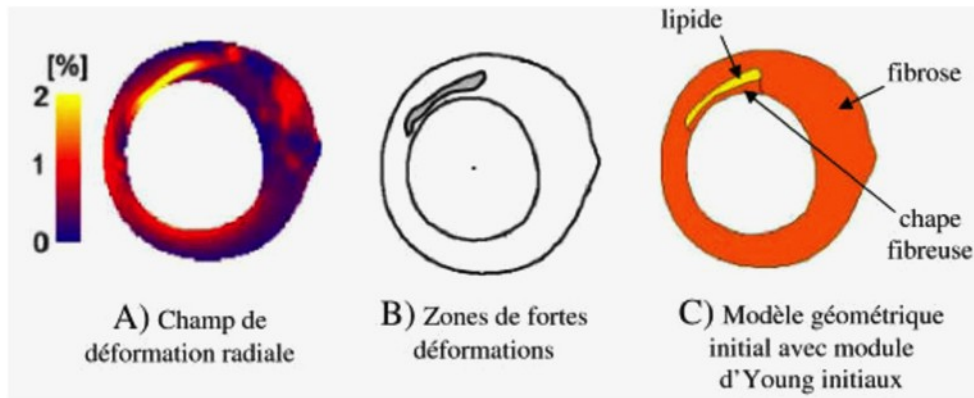 [%]
2
1
0
lipide
fibrose
chape
fibreuse
A) Champ de
déformation radiale
B) Zones de fortes
déformations
C) Modèle géométrique
initial avec module
d'Young initiaux